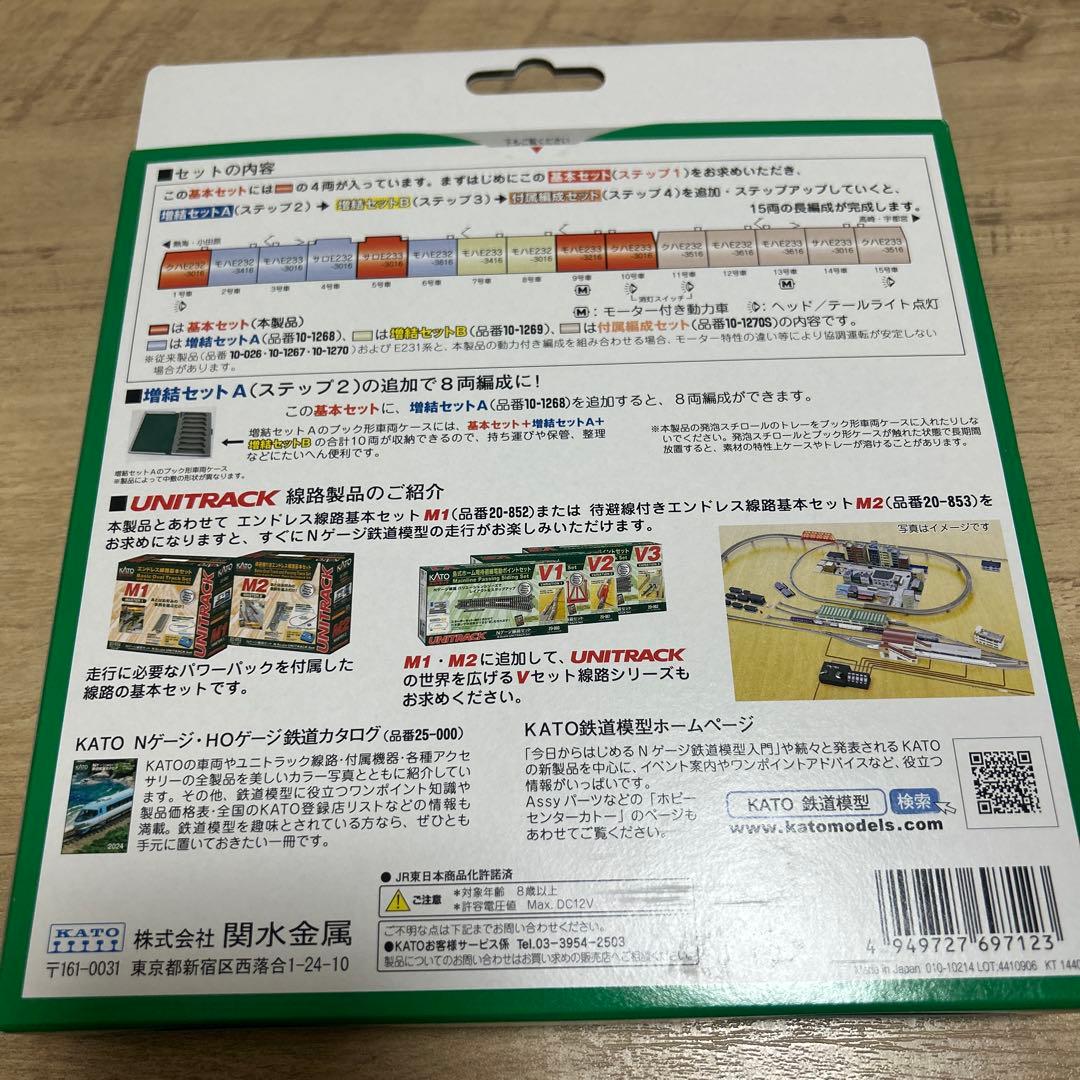 下もご覧ください
■セットの内容
この基本セットには の4両が入っています。まずはじめにこの 基本セット(ステップ1)をお求めいただき、
増結セットA(ステップ2)→ 増結セットB(ステップ3)→付属編成セット(ステップ4)を追加・ステップアップしていくと、
15両の長編成が完成します。
◀熱海・小田原
高崎・宇都宮▶
クハE232 -3016
モハE232 -3416
モハE233 -3016
サロE232 -3016
サロE233 -3016
モハE232 -3616
モハE233 -3416
モハE232 -3216
モハE233 -3033
クハE232 -3516
モハE233 -3616
サハE233 -3016
クハE233 -3516
1号車 2号車 3号車 4号車 5号車 6号車 7号車 8号車 9号車 10号車 11号車 12号車 13号車 14号車 15号車
消灯スイッチ
M:モーター付き動力車 :ヘッド/テールライト点灯
は 基本セット(本製品)
は 増結セットA(品番10-1268)、 は増結セットB(品番10-1269)、 は付属編成セット(品番10-1270S)の内容です。
※従来製品(品番 10-026・10-1267・10-1270)およびE231系と、本製品の動力付き編成を組み合わせる場合、モーター特性の違い等により協調運転が安定しない
場合があります。
■増結セットA(ステップ2)の追加で8両編成に!
この基本セットに、増結セットA(品番10-1268)を追加すると、8両編成ができます。
増結セットAのブック形車両ケースには、基本セット+増結セットA+
増結セットBの合計10両が収納できるので、持ち運びや保管、整理
などにたいへん便利です。
※本製品の発泡スチロールのトレーをブック形車両ケースに入れたりしな
いでください。発泡スチロールとブック形ケースが触れた状態で長期間
放置すると、素材の特性上ケースやトレーが溶けることがあります。
増結セットAのブック形車両ケース
※製品によって中敷の形状が異なります。
■UNITRACK 線路製品のご紹介
本製品とあわせて エンドレス線路基本セットM1(品番20-852)または 待避線付きエンドレス線路基本セットM2(品番20-853)を
お求めになりますと、すぐにNゲージ鉄道模型の走行がお楽しみいただけます。
写真はイメージです
エンドレス線路基本セット
Basic Oval Track Set
M1
UNITRACK
M2
UNITRACK
KATO
Mainline Passing Siding Set
V1
V2
V3
UNITRACK
走行に必要なパワーパックを付属した
線路の基本セットです。
M1・M2に追加して、UNITRACK
の世界を広げるVセット線路シリーズも
お求めください。
KATO Nゲージ・HOゲージ鉄道カタログ(品番25-000)
KATOの車両やユニトラック線路・付属機器・各種アクセ
サリーの全製品を美しいカラー写真とともに紹介してい
ます。その他、鉄道模型に役立つワンポイント知識や
製品価格表・全国のKATO登録店リストなどの情報も
満載。鉄道模型を趣味とされている方なら、ぜひとも
手元に置いておきたい一冊です。
KATO
2024
KATO鉄道模型ホームページ
「今日からはじめるNゲージ鉄道模型入門」や続々と発表されるKATO
の新製品を中心に、イベント案内やワンポイントアドバイスなど、役立つ
情報がいっぱいです。
Assyパーツなどの「ホビー
センターカトー」のページも
あわせてご覧ください。
KATO 鉄道模型 検索
www.katomodels.com
●JR東日本商品化許諾済
ご注意
*対象年齢 8歳以上
*許容電圧値 Max. DC12V
ご不明な点は下記までお問い合わせください。
●KATOお客様サービス係 Tel.03-3954-2503
製品についてのお問い合わせはお買い求めの販売店へご相談ください
KATO
株式会社 関水金属
〒161-0031 東京都新宿区西落合1-24-10
4 949727 697123
Made in Japan 010-10214 LOT:4410906 KT 1440